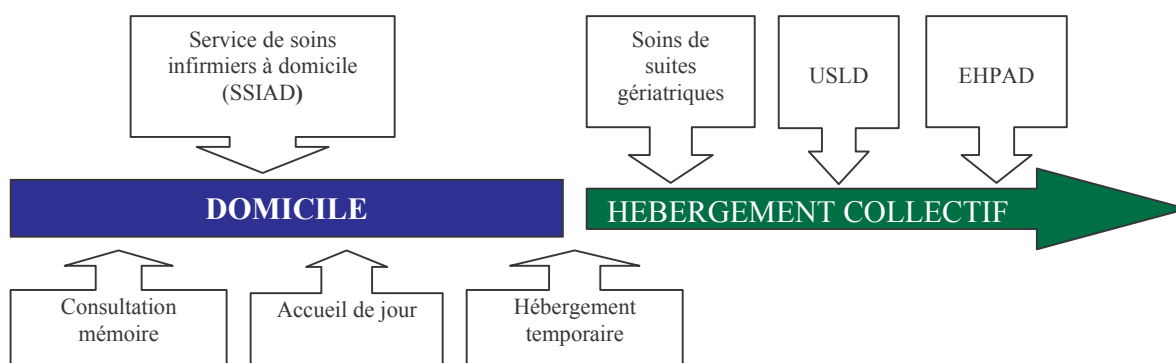 Service de soins
infirmiers à domicile
(SSIAD)
Soins de
suites
gériatriques
USLD
EHPAD
DOMICILE
HEBERGEMENT COLLECTIF
Consultation
mémoire
Accueil de jour
Hébergement
temporaire